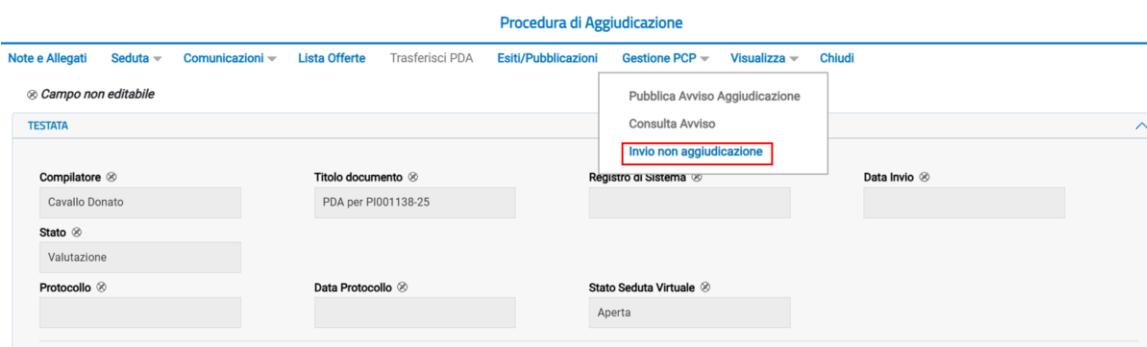 Procedura di Aggiudicazione
Note e Allegati Seduta Comunicazioni Lista Offerte Trasferisci PDA Esiti/Pubblicazioni Gestione PCP Visualizza Chiudi
Pubblica Avviso Aggiudicazione
Consulta Avviso
Invio non aggiudicazione
Campo non editabile
TESTATA
Compilatore Titolo documento Registro di Sistema Data Invio
Cavallo Donato PDA per PI001138-25
Stato
Valutazione
Protocollo Data Protocollo Stato Seduta Virtuale
Aperta